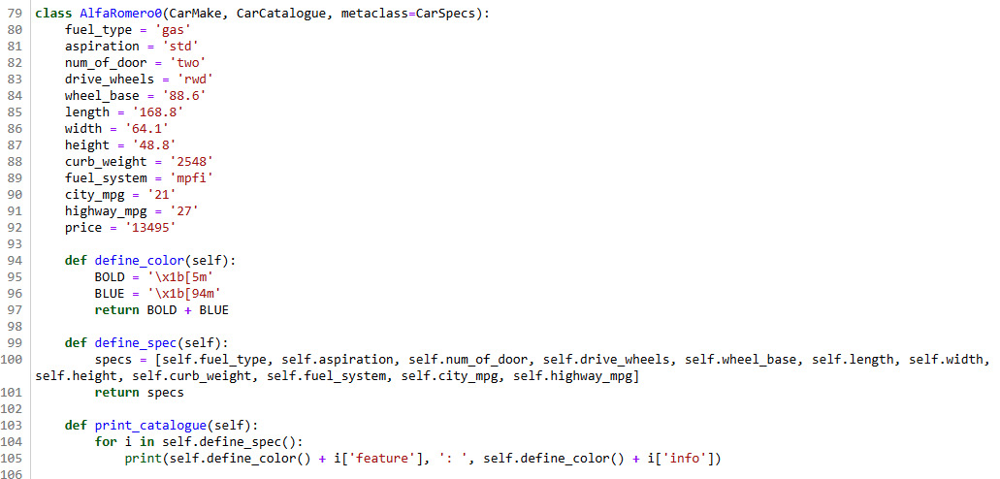 79 class AlfaRomero0(CarMake, CarCatalogue, metaclass=CarSpecs):
80     fuel_type = 'gas'
81     aspiration = 'std'
82     num_of_door = 'two'
83     drive_wheels = 'rwd'
84     wheel_base = '88.6'
85     length = '168.8'
86     width = '64.1'
87     height = '48.8'
88     curb_weight = '2548'
89     fuel_system = 'mpfi'
90     city_mpg = '21'
91     highway_mpg = '27'
92     price = '13495'
93
94     def define_color(self):
95         BOLD = '\x1b[5m'
96         BLUE = '\x1b[94m'
97         return BOLD + BLUE
98
99     def define_spec(self):
100         specs = [self.fuel_type, self.aspiration, self.num_of_door, self.drive_wheels, self.wheel_base, self.length, self.width,
self.height, self.curb_weight, self.fuel_system, self.city_mpg, self.highway_mpg]
101         return specs
102
103     def print_catalogue(self):
104         for i in self.define_spec():
105             print(self.define_color() + i['feature'], ': ', self.define_color() + i['info'])
106